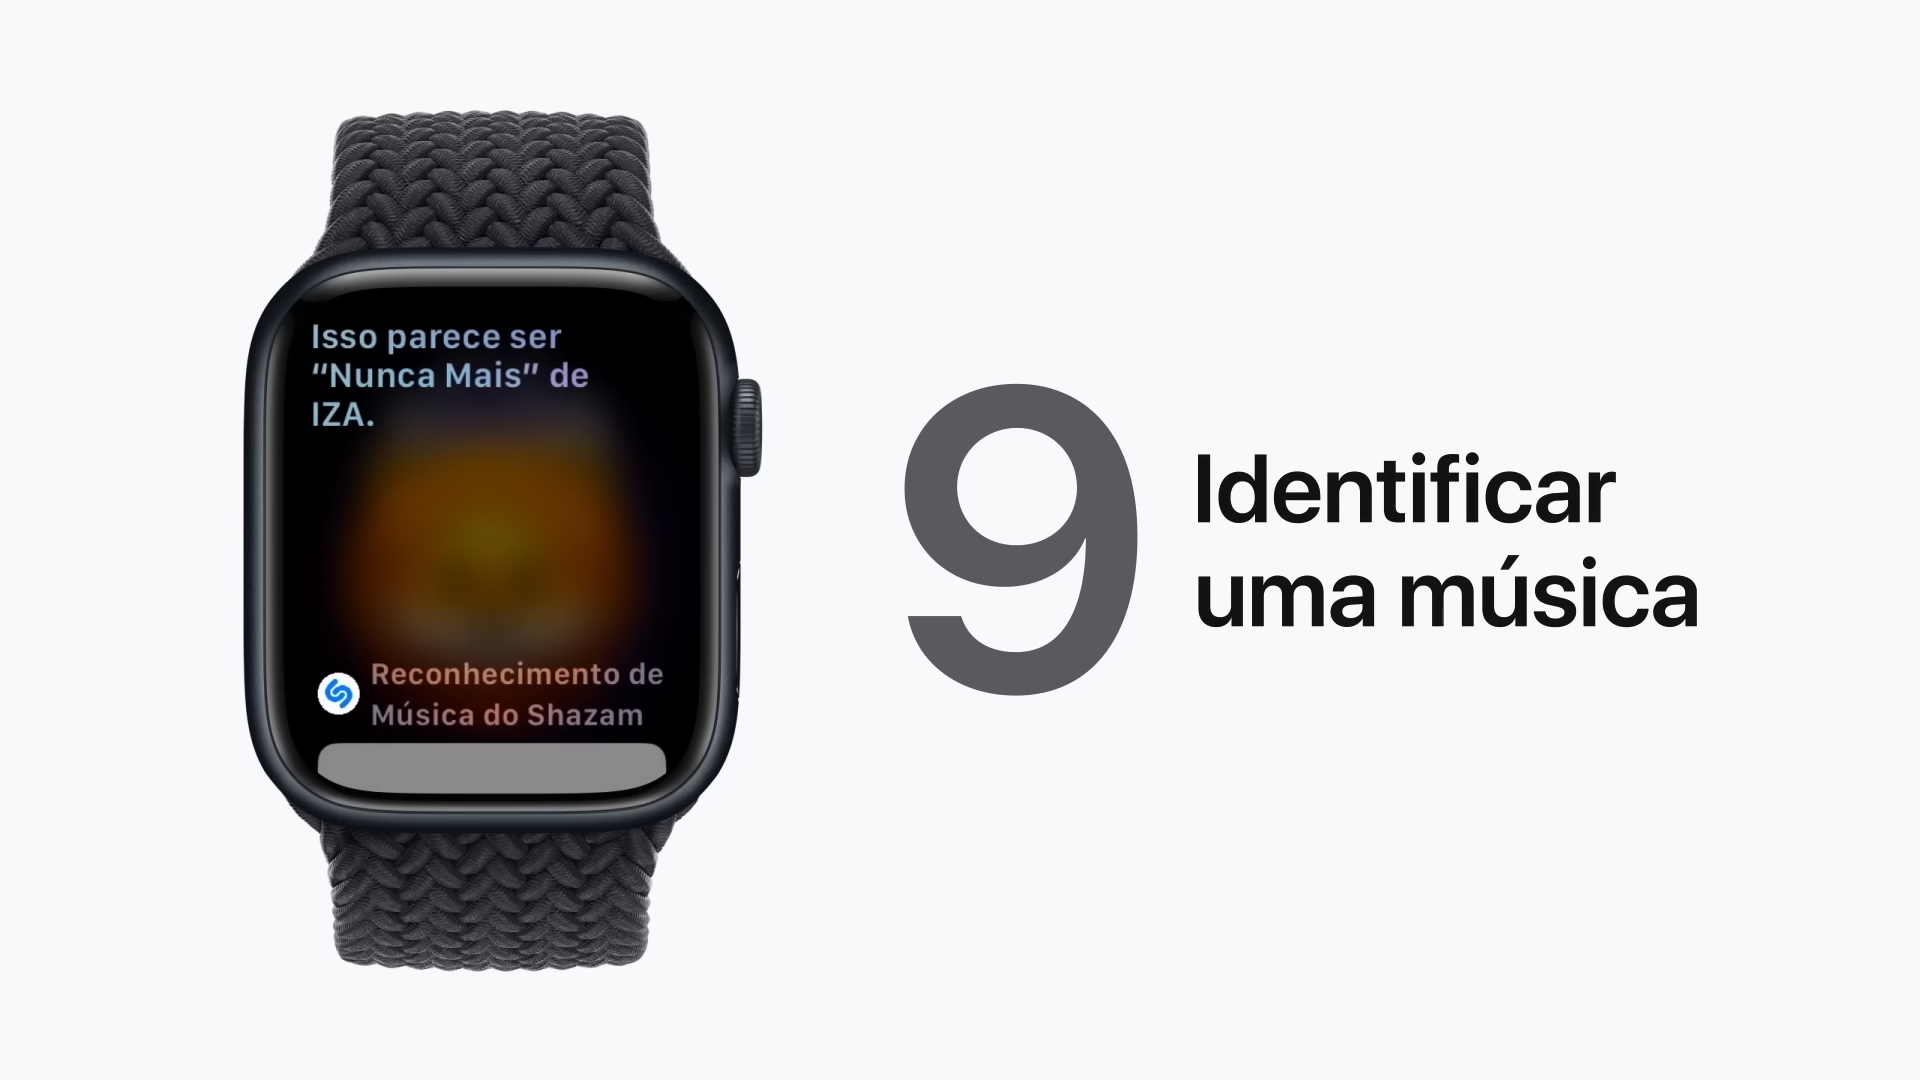 Isso parece ser
“Nunca Mais” de
IZA.
Reconhecimento de
Música do Shazam
9
Identificar
uma música